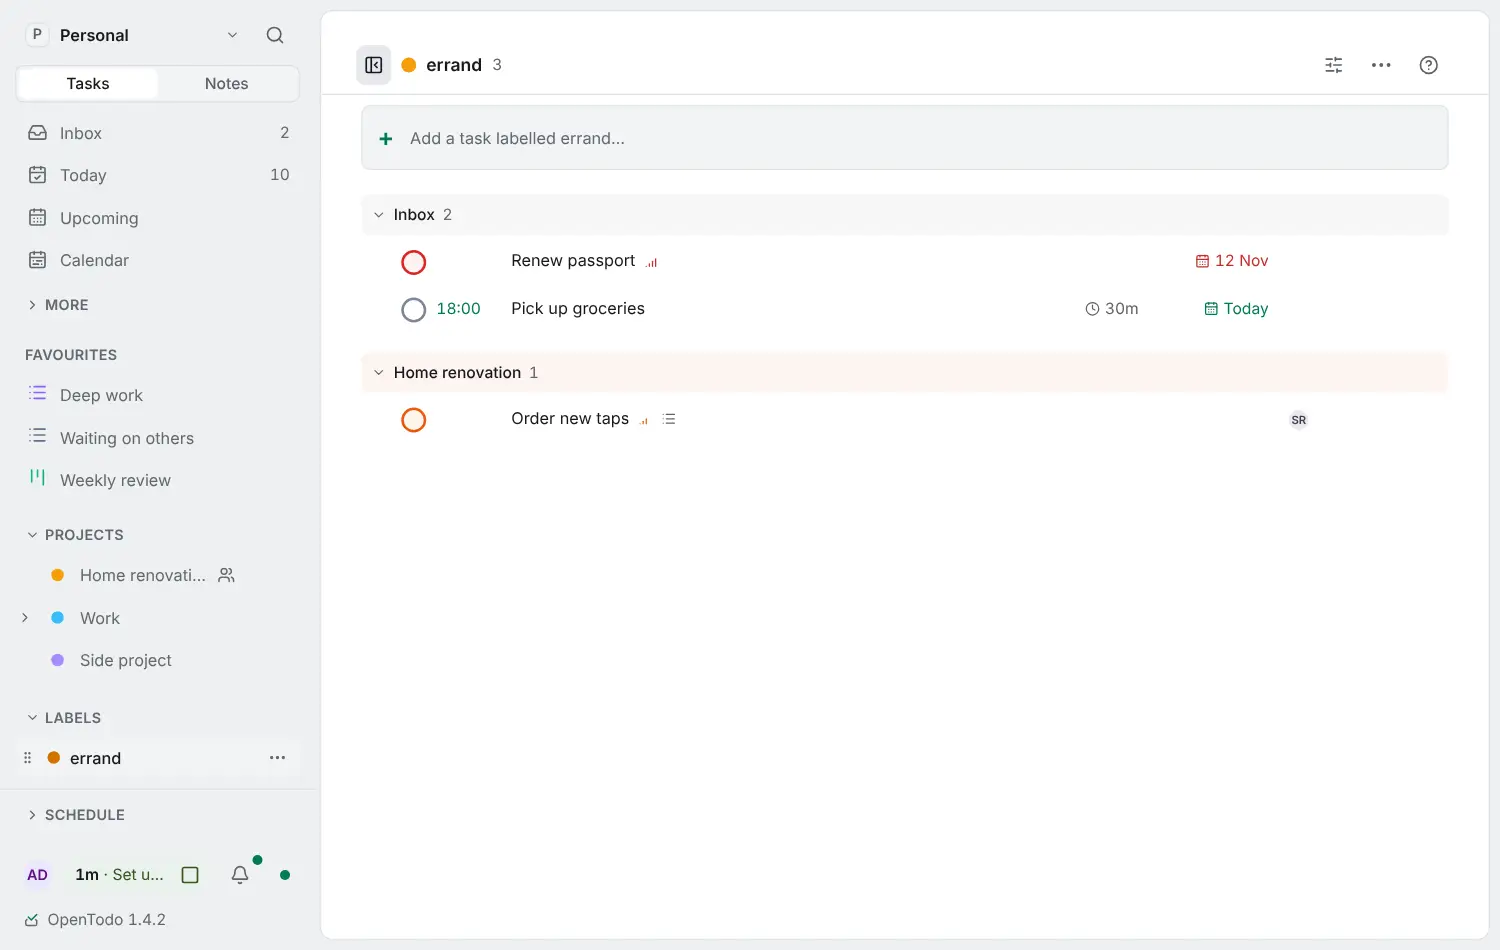 P Personal
Tasks Notes
Inbox 2
Today 10
Upcoming
Calendar
MORE
FAVOURITES
Deep work
Waiting on others
Weekly review
PROJECTS
Home renovati...
Work
Side project
LABELS
errand
SCHEDULE
AD 1m · Set u...
OpenTodo 1.4.2
errand 3
Add a task labelled errand...
Inbox 2
Renew passport 12 Nov
18:00 Pick up groceries 30m Today
Home renovation 1
Order new taps SR